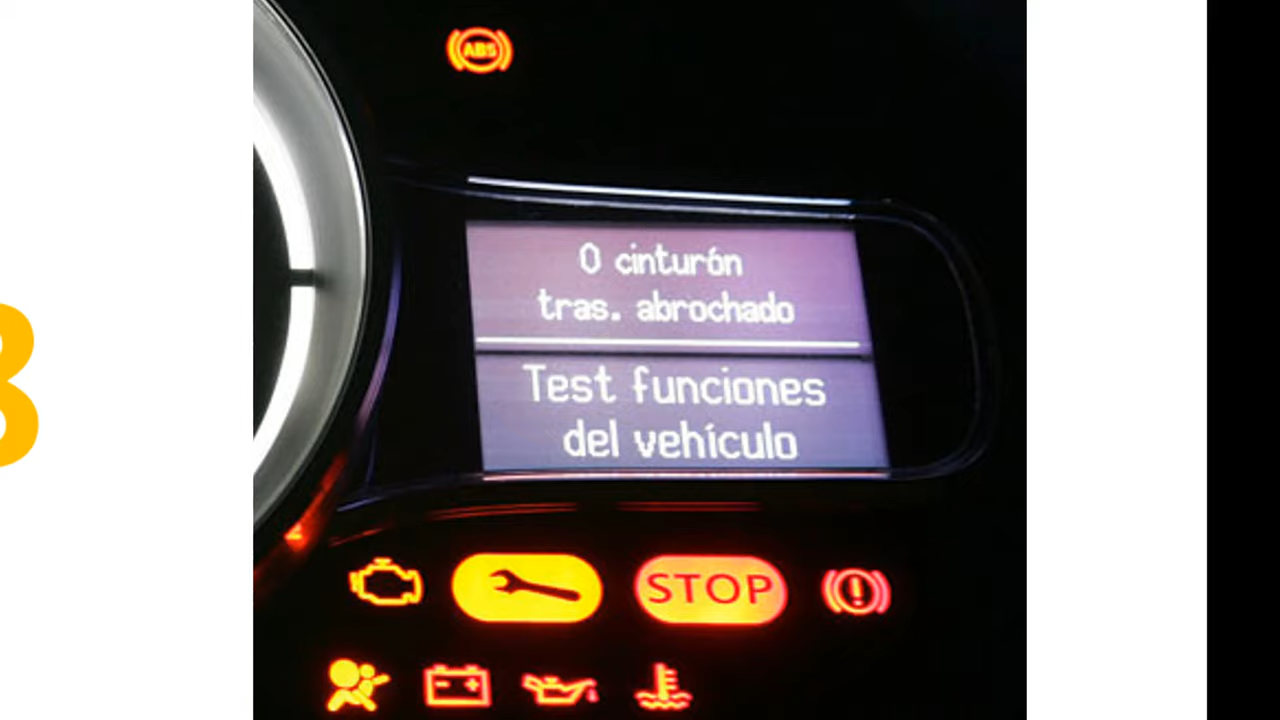 ABS
0 cinturón
tras. abrochado
Test funciones
del vehículo
STOP